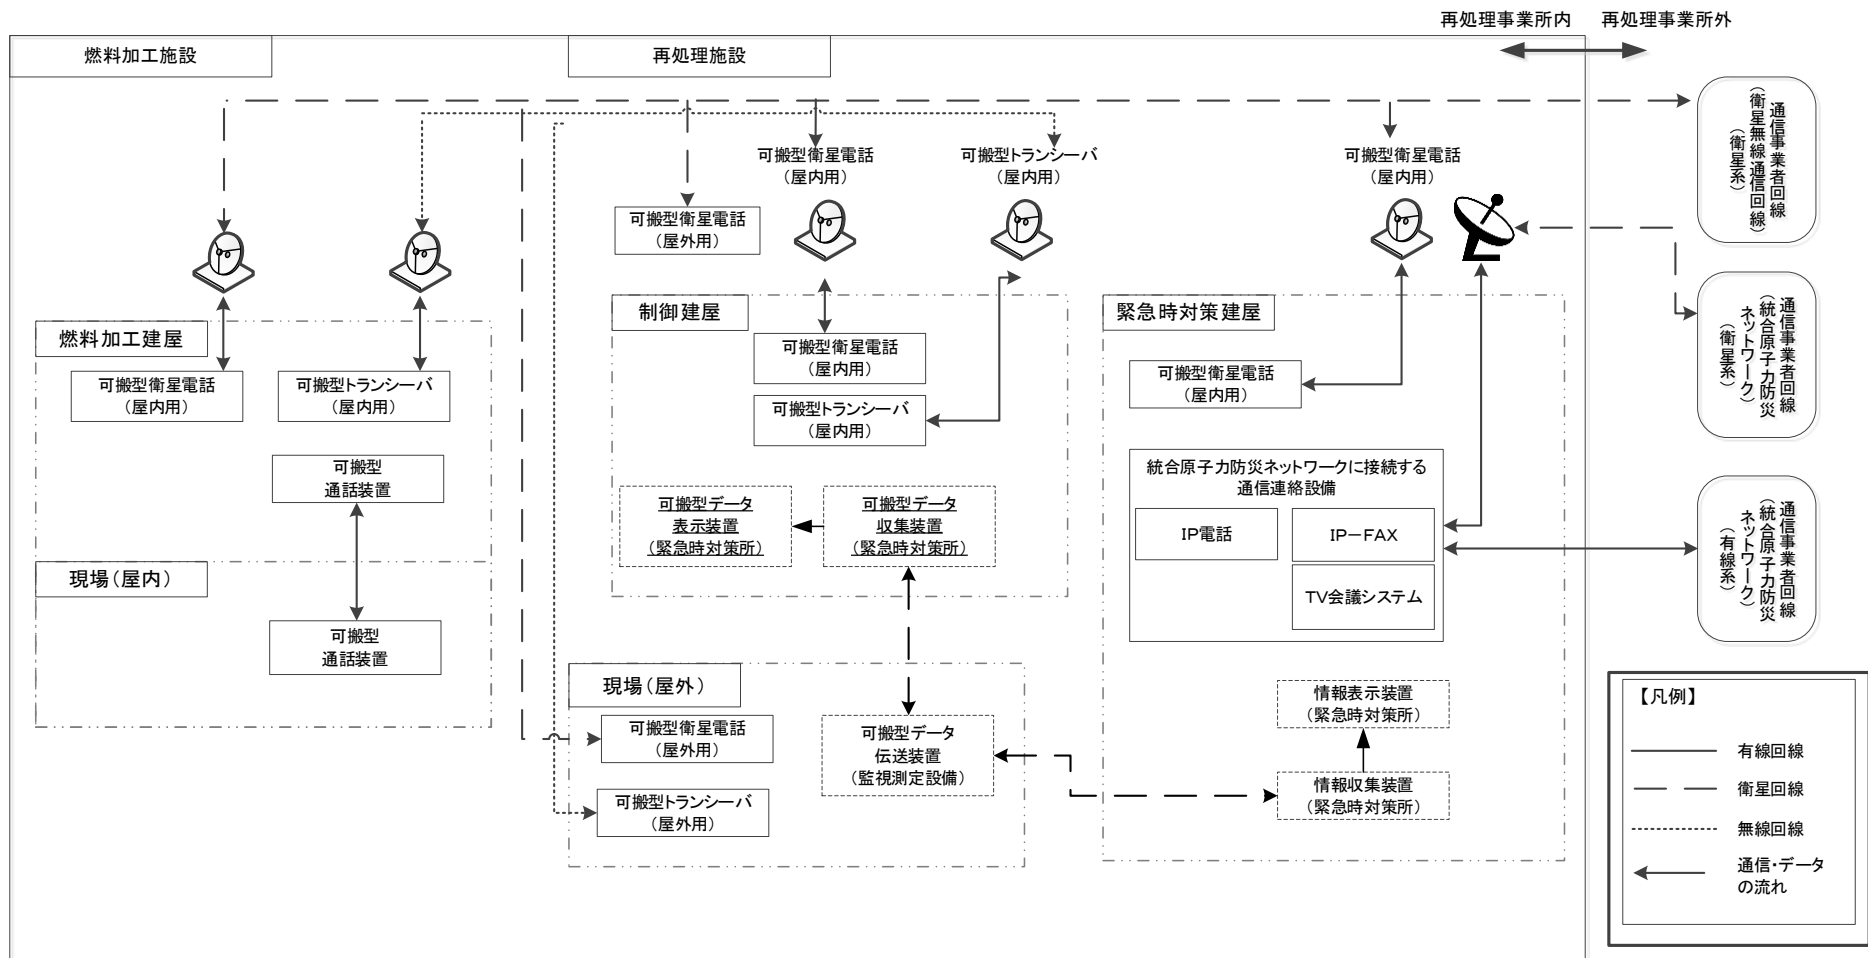 再処理事業所内
再処理事業所外
燃料加工施設
再処理施設
可搬型衛星電話
(屋内用)
可搬型トランシーバ
(屋内用)
可搬型衛星電話
(屋内用)
可搬型衛星電話
(屋外用)
燃料加工建屋
可搬型衛星電話
(屋内用)
可搬型トランシーバ
(屋内用)
可搬型
通話装置
現場(屋内)
可搬型
通話装置
制御建屋
可搬型衛星電話
(屋内用)
可搬型トランシーバ
(屋内用)
可搬型データ
表示装置
(緊急時対策所)
可搬型データ
収集装置
(緊急時対策所)
現場(屋外)
可搬型衛星電話
(屋外用)
可搬型トランシーバ
(屋外用)
可搬型データ
伝送装置
(監視測定設備)
緊急時対策建屋
可搬型衛星電話
(屋内用)
統合原子力防災ネットワークに接続する
通信連絡設備
IP電話
IP-FAX
TV会議システム
情報表示装置
(緊急時対策所)
情報収集装置
(緊急時対策所)
通信事業者回線
(衛星無線通信回線)
(衛星系)
通信事業者回線
(統合原子力防災
ネットワーク)
(衛星系)
通信事業者回線
(統合原子力防災
ネットワーク)
(有線系)
【凡例】
有線回線
衛星回線
無線回線
通信・データ
の流れ